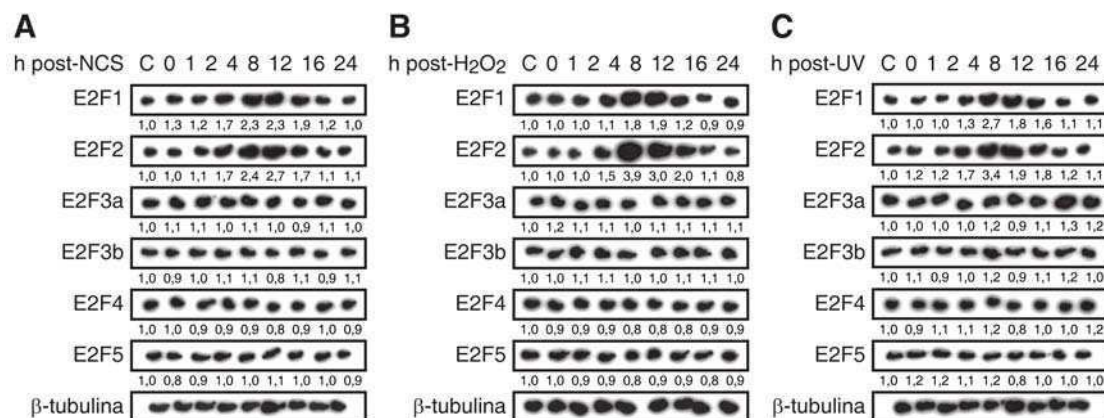 A
h post-NCS C 0 1 2 4 8 12 16 24
E2F1
1,0 1,3 1,2 1,7 2,3 2,3 1,9 1,2 1,0
E2F2
1,0 1,0 1,1 1,7 2,4 2,7 1,7 1,1 1,1
E2F3a
1,0 1,1 1,1 1,0 1,1 1,0 0,9 1,1 1,0
E2F3b
1,0 0,9 1,0 1,1 1,1 0,8 1,1 0,9 1,1
E2F4
1,0 1,0 0,9 0,9 0,9 0,8 0,9 1,0 0,9
E2F5
1,0 0,8 0,9 1,0 1,0 1,1 1,0 1,0 0,9
β-tubulina
B
h post-H₂O₂ C 0 1 2 4 8 12 16 24
E2F1
1,0 1,0 1,0 1,1 1,8 1,9 1,2 0,9 0,9
E2F2
1,0 1,0 1,0 1,5 3,9 3,0 2,0 1,1 0,8
E2F3a
1,0 1,2 1,1 1,1 1,0 1,1 1,1 1,1 1,1
E2F3b
1,0 1,0 1,1 1,1 0,9 1,0 1,1 1,1 1,0
E2F4
1,0 0,9 0,9 0,9 0,8 0,8 0,8 0,9 0,9
E2F5
1,0 0,9 1,1 0,9 1,0 1,0 0,9 0,8 0,9
β-tubulina
C
h post-UV C 0 1 2 4 8 12 16 24
E2F1
1,0 1,0 1,0 1,3 2,7 1,8 1,6 1,1 1,1
E2F2
1,0 1,2 1,2 1,7 3,4 1,9 1,8 1,2 1,1
E2F3a
1,0 1,0 1,0 1,0 1,2 0,9 1,1 1,3 1,2
E2F3b
1,0 1,1 0,9 1,0 1,2 0,9 1,1 1,2 1,0
E2F4
1,0 0,9 1,1 1,1 1,2 0,8 1,0 1,0 1,2
E2F5
1,0 1,2 1,2 1,1 1,2 0,8 1,0 1,0 1,0
β-tubulina